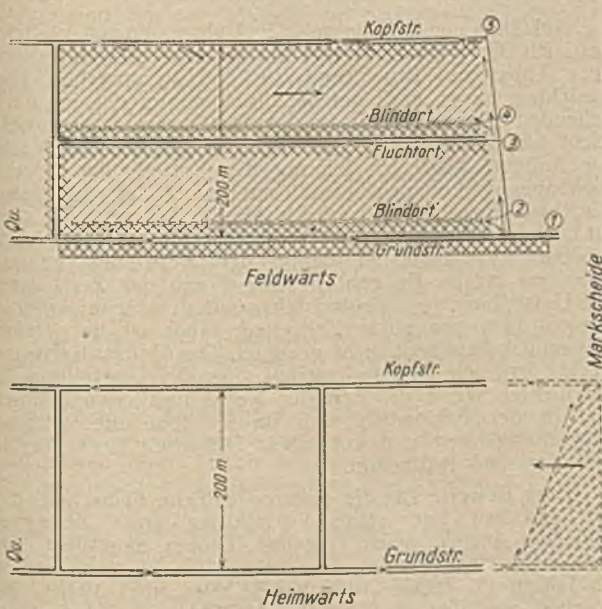 Kopfstr. 5
Blindort 4
Fluchtort 3
Qu. 200 m
Blindort 2
1
Grundstr.
Feldwärts
Markscheide
Kopfstr.
200 m
Qu. Grundstr.
Heimwärts